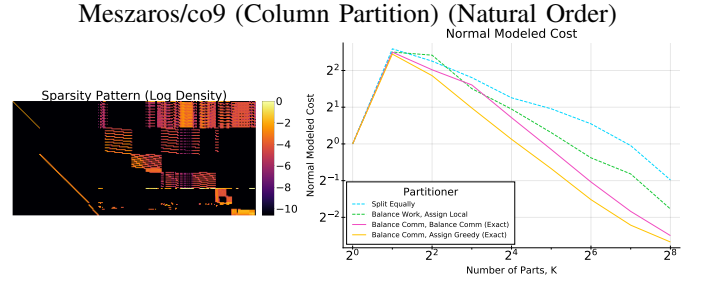 Meszaros/co9 (Column Partition) (Natural Order)
Sparsity Pattern (Log Density)
0
−2
−4
−6
−8
−10
Normal Modeled Cost
Normal Modeled Cost
2^2
2^1
2^0
2^−1
2^−2
Partitioner
Split Equally
Balance Work, Assign Local
Balance Comm, Balance Comm (Exact)
Balance Comm, Assign Greedy (Exact)
2^0 2^2 2^4 2^6 2^8
Number of Parts, K